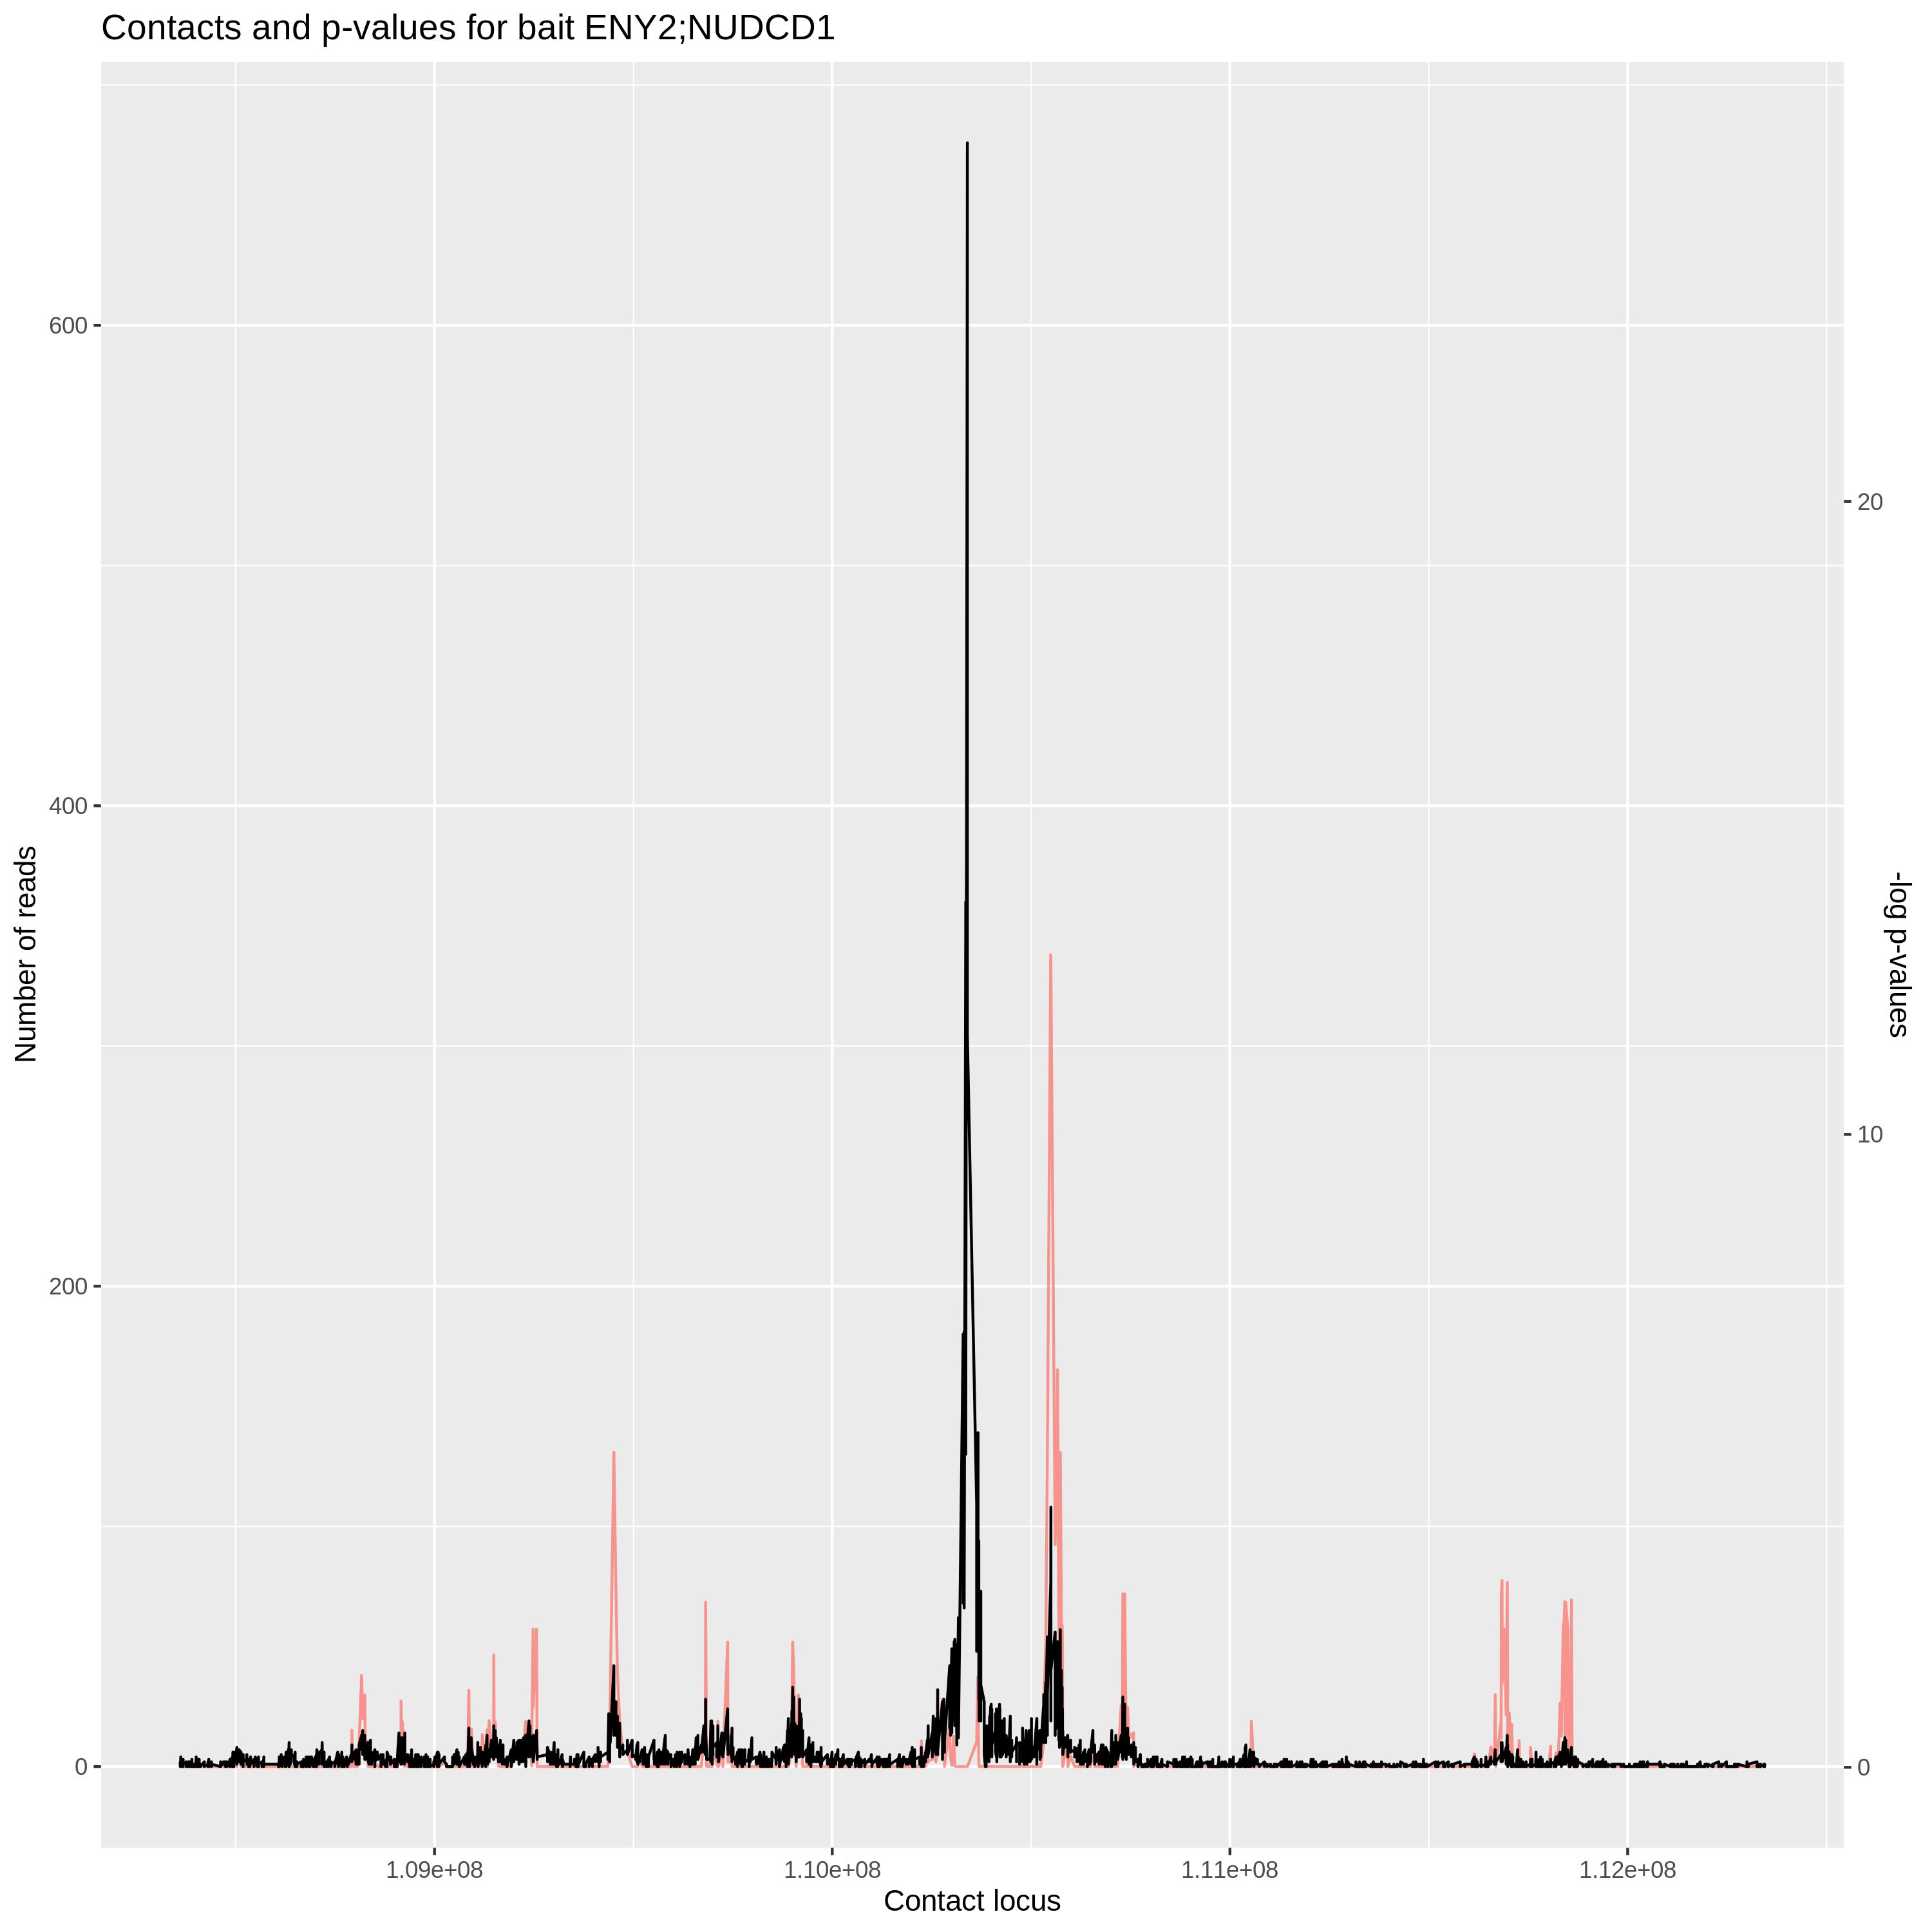 Contacts and p-values for bait ENY2;NUDCD1
600
400
200
0
Number of reads
20
10
0
-log p-values
1.09e+08
1.10e+08
1.11e+08
1.12e+08
Contact locus